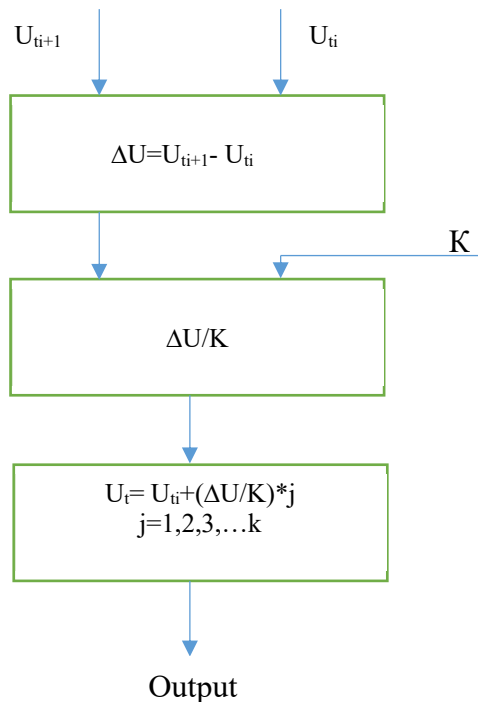 Uti+1 Uti
ΔU=Uti+1- Uti
K
ΔU/K
Ut= Uti+(ΔU/K)*j
j=1,2,3,…k
Output